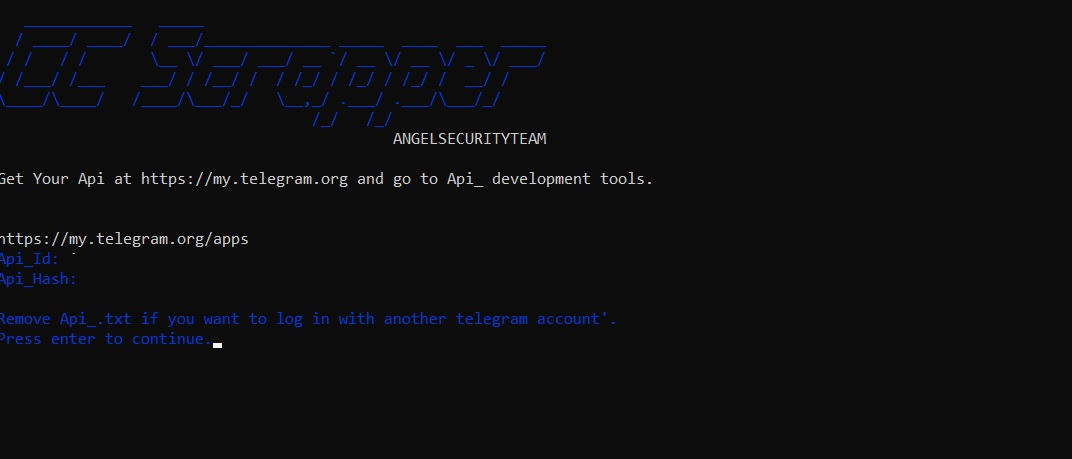 CC Scrapper
ANGELSECURITYTEAM
Get Your Api at https://my.telegram.org and go to Api_ development tools.
https://my.telegram.org/apps
Api_Id: `
Api_Hash:
Remove Api_.txt if you want to log in with another telegram account'.
Press enter to continue.